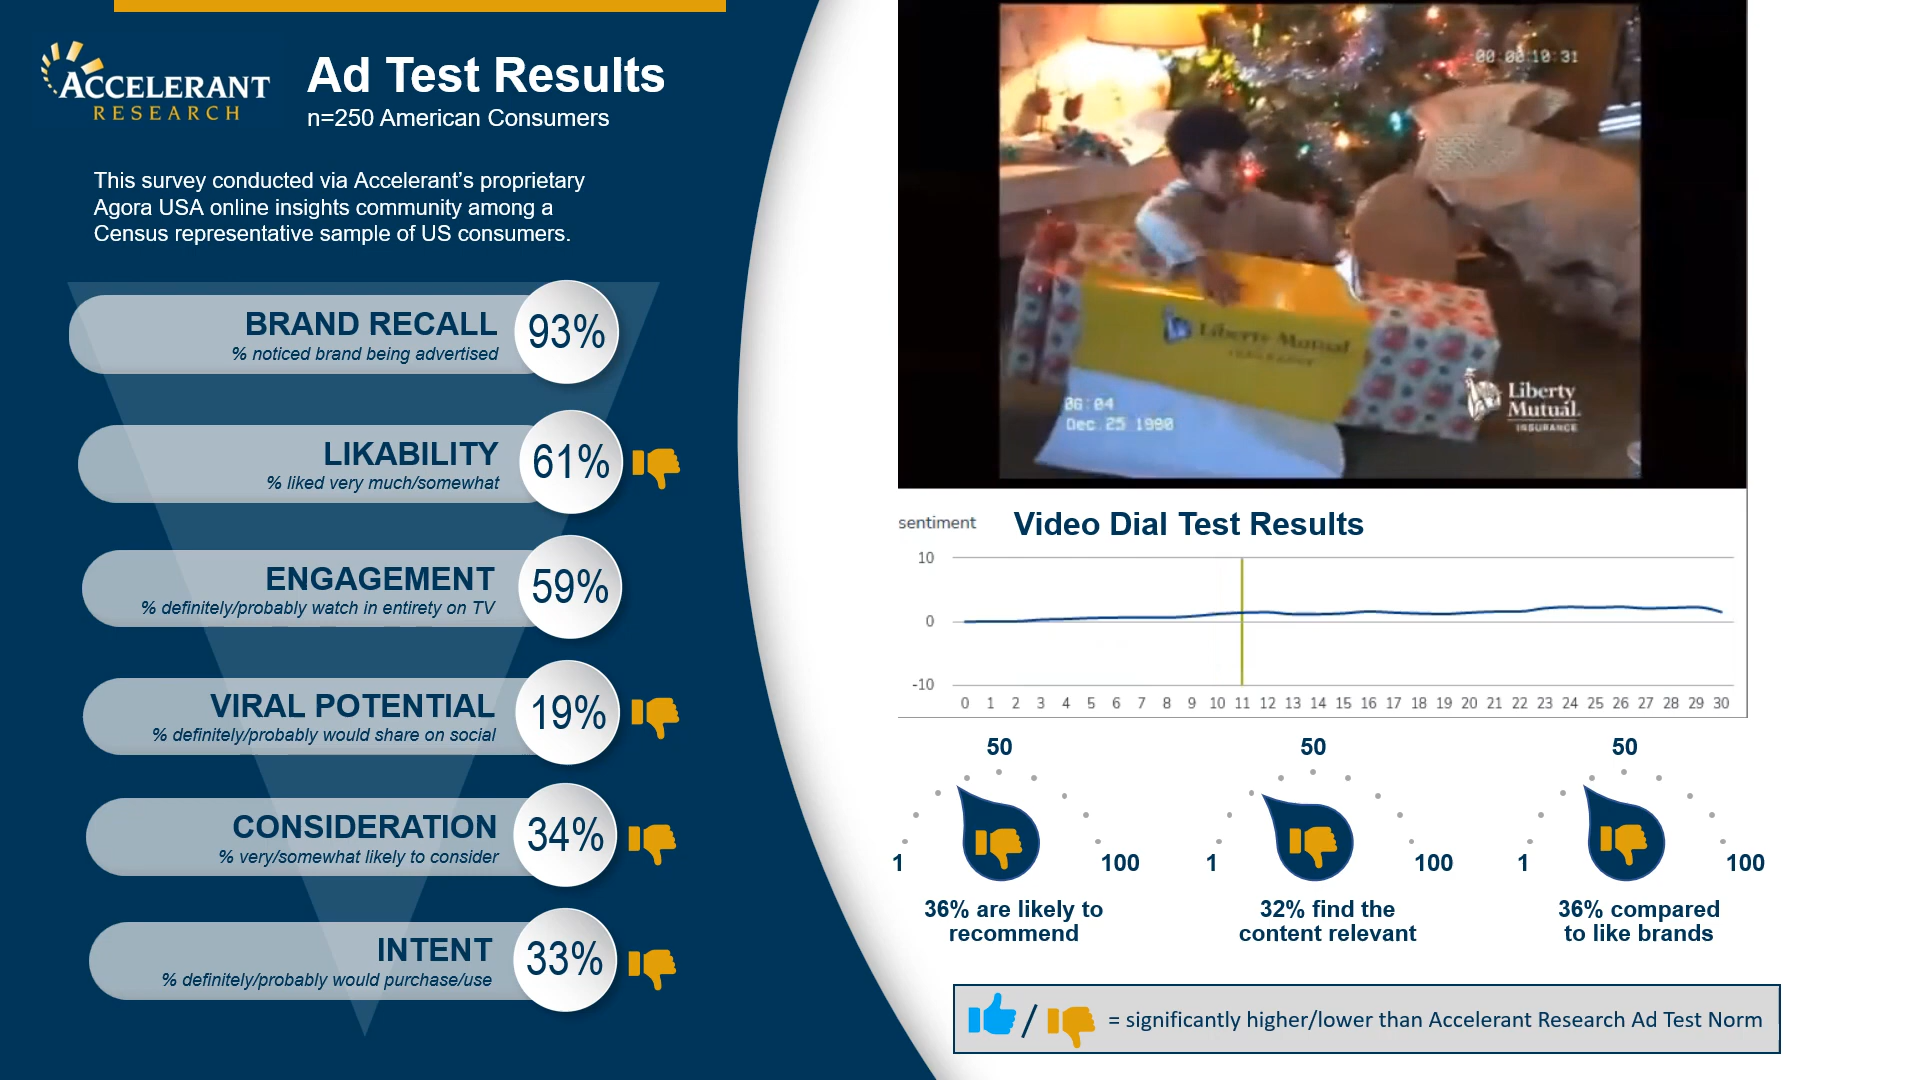 ACCELERANT
RESEARCH
Ad Test Results
n=250 American Consumers
This survey conducted via Accelerant's proprietary
Agora USA online insights community among a
Census representative sample of US consumers.
BRAND RECALL
% noticed brand being advertised
93%
LIKABILITY
% liked very much/somewhat
61%
ENGAGEMENT
% definitely/probably watch in entirety on TV
59%
VIRAL POTENTIAL
% definitely/probably would share on social
19%
CONSIDERATION
% very/somewhat likely to consider
34%
INTENT
% definitely/probably would purchase/use
33%
00:00:10:31
Liberty Mutual
INSURANCE
06:04
Dec.25 1990
Liberty
Mutual.
INSURANCE
sentiment
Video Dial Test Results
10
0
-10
0 1 2 3 4 5 6 7 8 9 10 11 12 13 14 15 16 17 18 19 20 21 22 23 24 25 26 27 28 29 30
50
1
100
36% are likely to
recommend
50
1
100
32% find the
content relevant
50
1
100
36% compared
to like brands
/ = significantly higher/lower than Accelerant Research Ad Test Norm